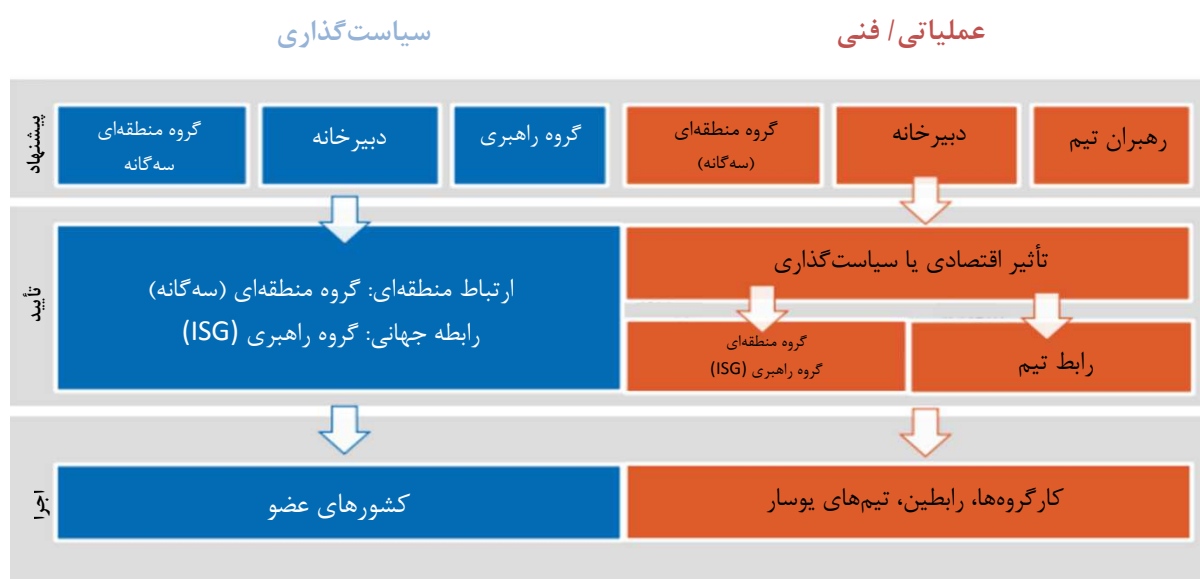 عملیاتی/ فنی
سیاست‌گذاری
پیشنهاد
رهبران تیم
دبیرخانه
گروه منطقه‌ای
(سه‌گانه)
گروه راهبری
دبیرخانه
گروه منطقه‌ای
سه‌گانه
تأیید
تأثیر اقتصادی یا سیاست‌گذاری
رابط تیم
گروه منطقه‌ای
گروه راهبری (ISG)
ارتباط منطقه‌ای: گروه منطقه‌ای (سه‌گانه)
رابطه جهانی: گروه راهبری (ISG)
اجرا
کارگروه‌ها، رابطین، تیم‌های یوسار
کشورهای عضو